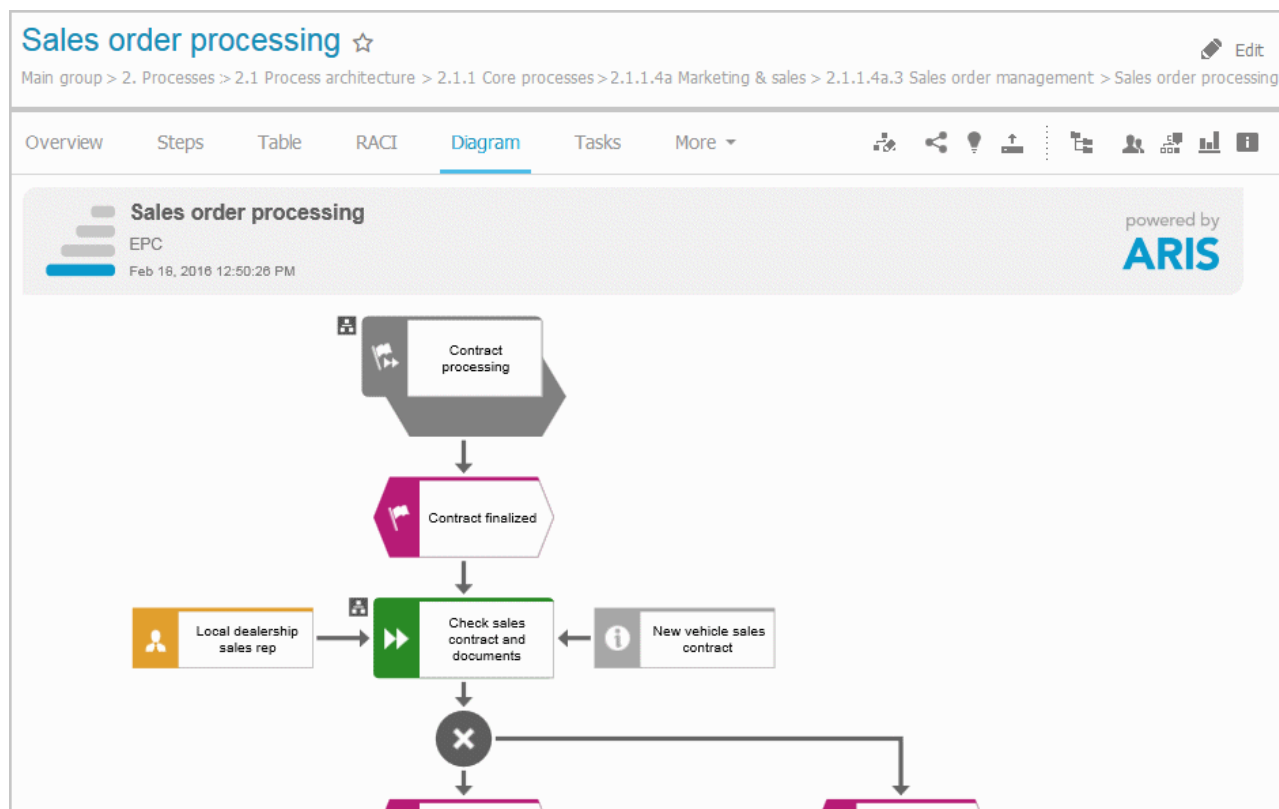 Sales order processing
Edit
Main group > 2. Processes > 2.1 Process architecture > 2.1.1 Core processes > 2.1.1.4a Marketing & sales > 2.1.1.4a.3 Sales order management > Sales order processing
Overview Steps Table RACI Diagram Tasks More
Sales order processing
EPC
Feb 18, 2016 12:50:26 PM
powered by
ARIS
Contract
processing
Contract finalized
Local dealership
sales rep
Check sales
contract and
documents
New vehicle sales
contract